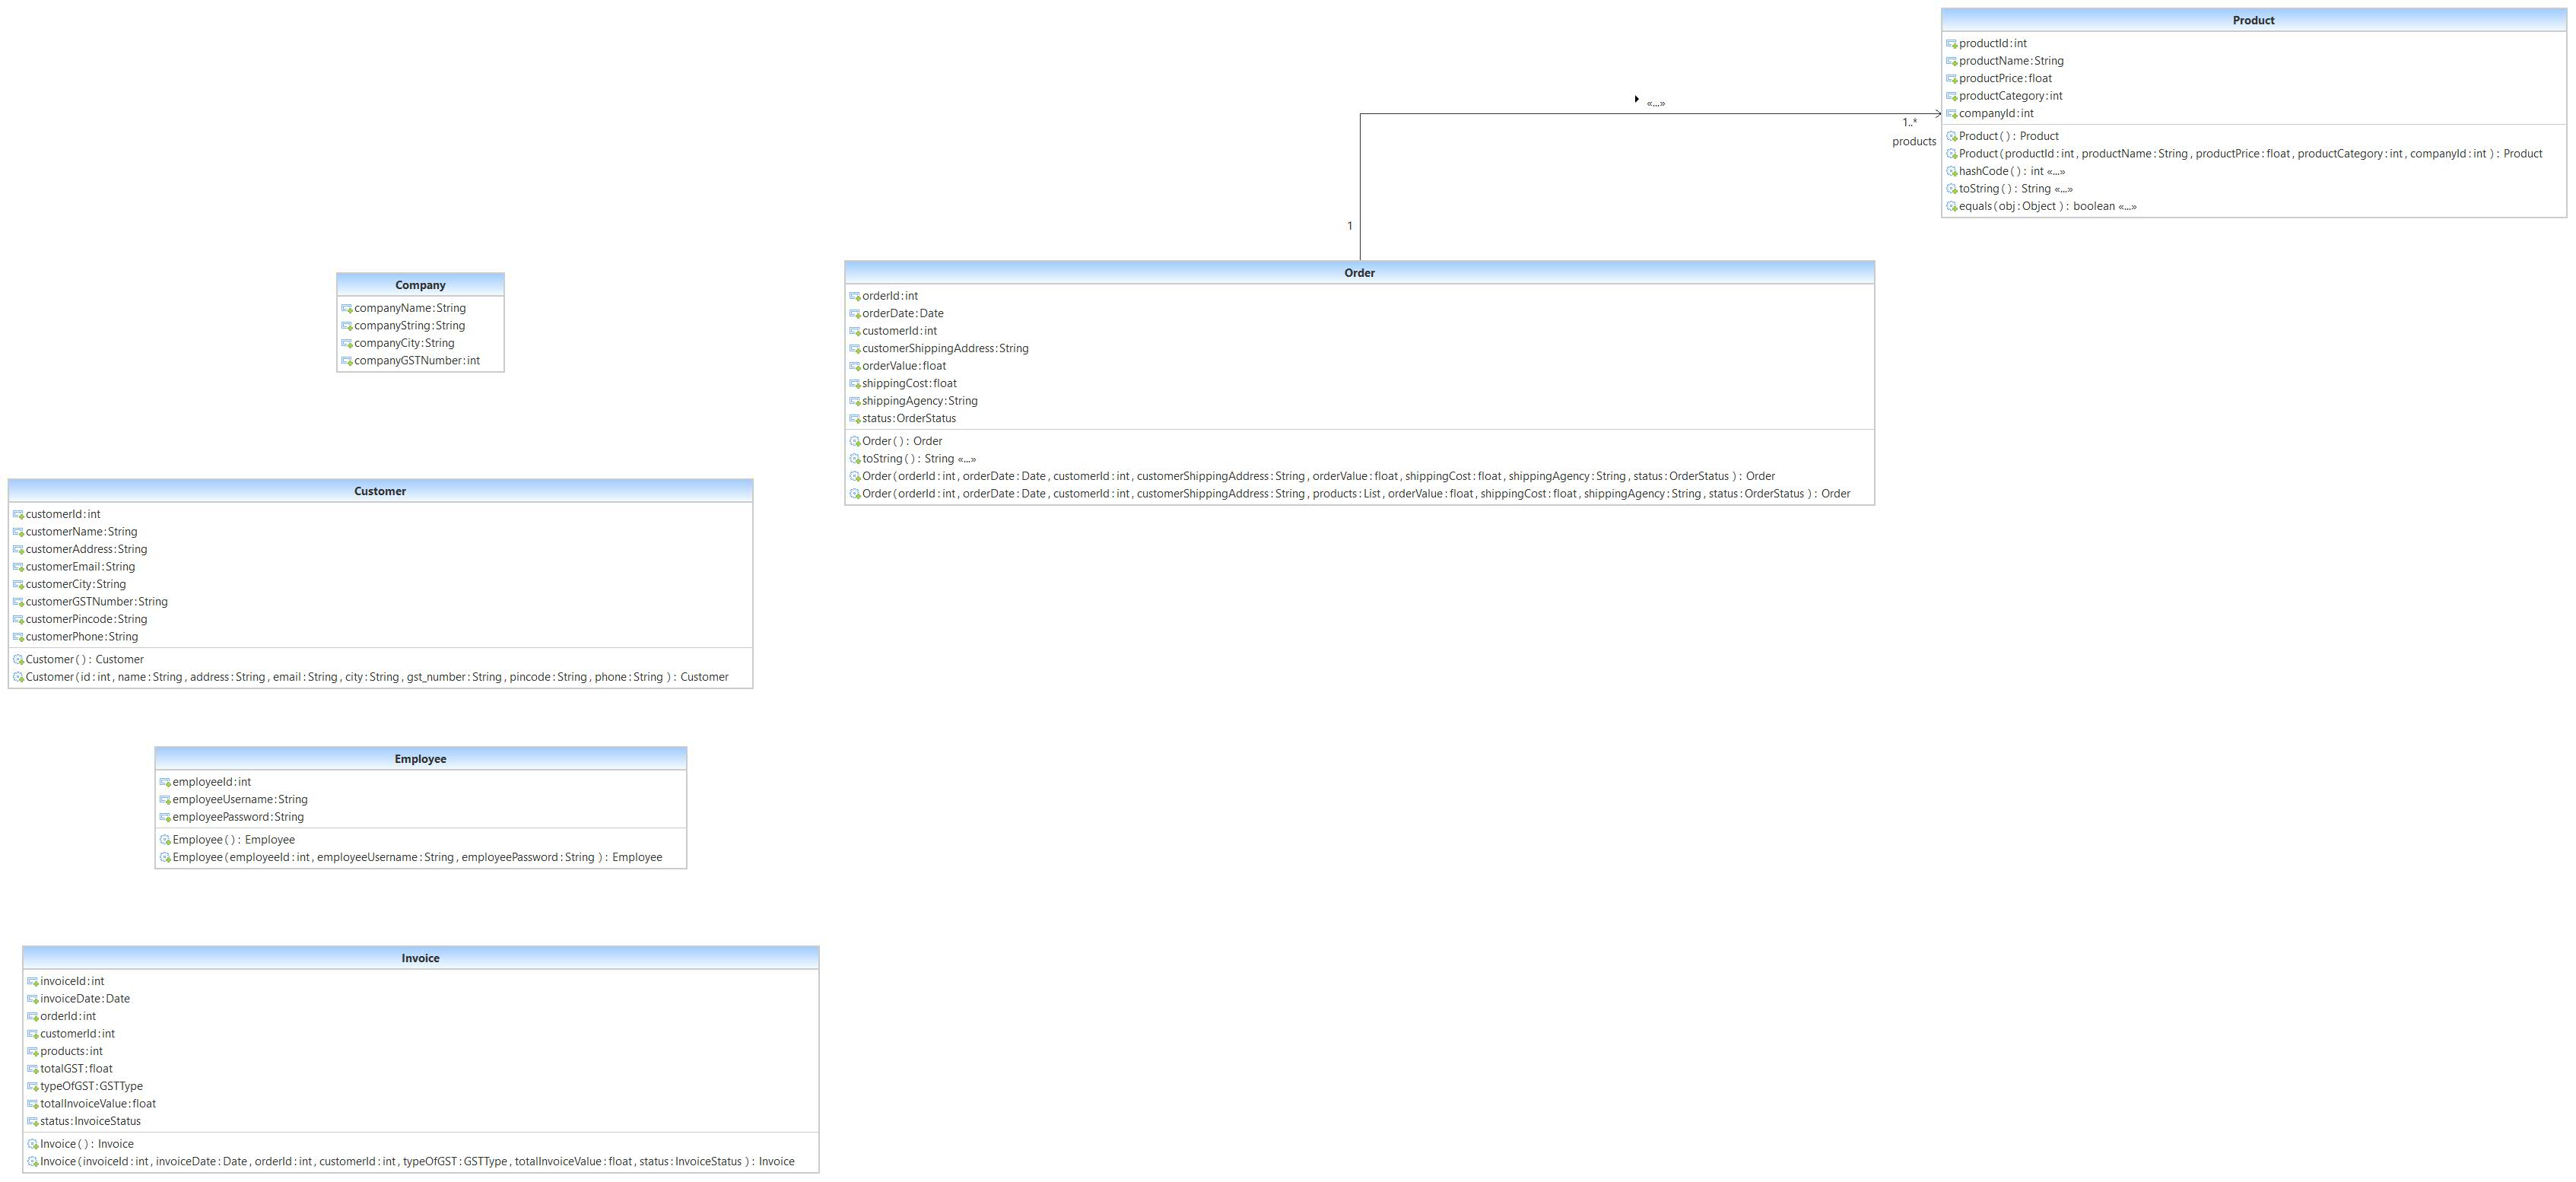 Product
productId:int
productName:String
productPrice:float
productCategory:int
companyId:int
Product(): Product
Product(productId:int, productName:String, productPrice:float, productCategory:int, companyId:int): Product
hashCode(): int «...»
toString(): String «...»
equals(obj:Object): boolean «...»
«...»
1..*
products
1
Company
companyName:String
companyString:String
companyCity:String
companyGSTNumber:int
Order
orderId:int
orderDate:Date
customerId:int
customerShippingAddress:String
orderValue:float
shippingCost:float
shippingAgency:String
status:OrderStatus
Order(): Order
toString(): String «...»
Order(orderId:int, orderDate:Date, customerId:int, customerShippingAddress:String, orderValue:float, shippingCost:float, shippingAgency:String, status:OrderStatus): Order
Order(orderId:int, orderDate:Date, customerId:int, customerShippingAddress:String, products:List, orderValue:float, shippingCost:float, shippingAgency:String, status:OrderStatus): Order
Customer
customerId:int
customerName:String
customerAddress:String
customerEmail:String
customerCity:String
customerGSTNumber:String
customerPincode:String
customerPhone:String
Customer(): Customer
Customer(id:int, name:String, address:String, email:String, city:String, gst_number:String, pincode:String, phone:String): Customer
Employee
employeeId:int
employeeUsername:String
employeePassword:String
Employee(): Employee
Employee(employeeId:int, employeeUsername:String, employeePassword:String): Employee
Invoice
invoiceId:int
invoiceDate:Date
orderId:int
customerId:int
products:int
totalGST:float
typeOfGST:GSTType
totalInvoiceValue:float
status:InvoiceStatus
Invoice(): Invoice
Invoice(invoiceId:int, invoiceDate:Date, orderId:int, customerId:int, typeOfGST:GSTType, totalInvoiceValue:float, status:InvoiceStatus): Invoice